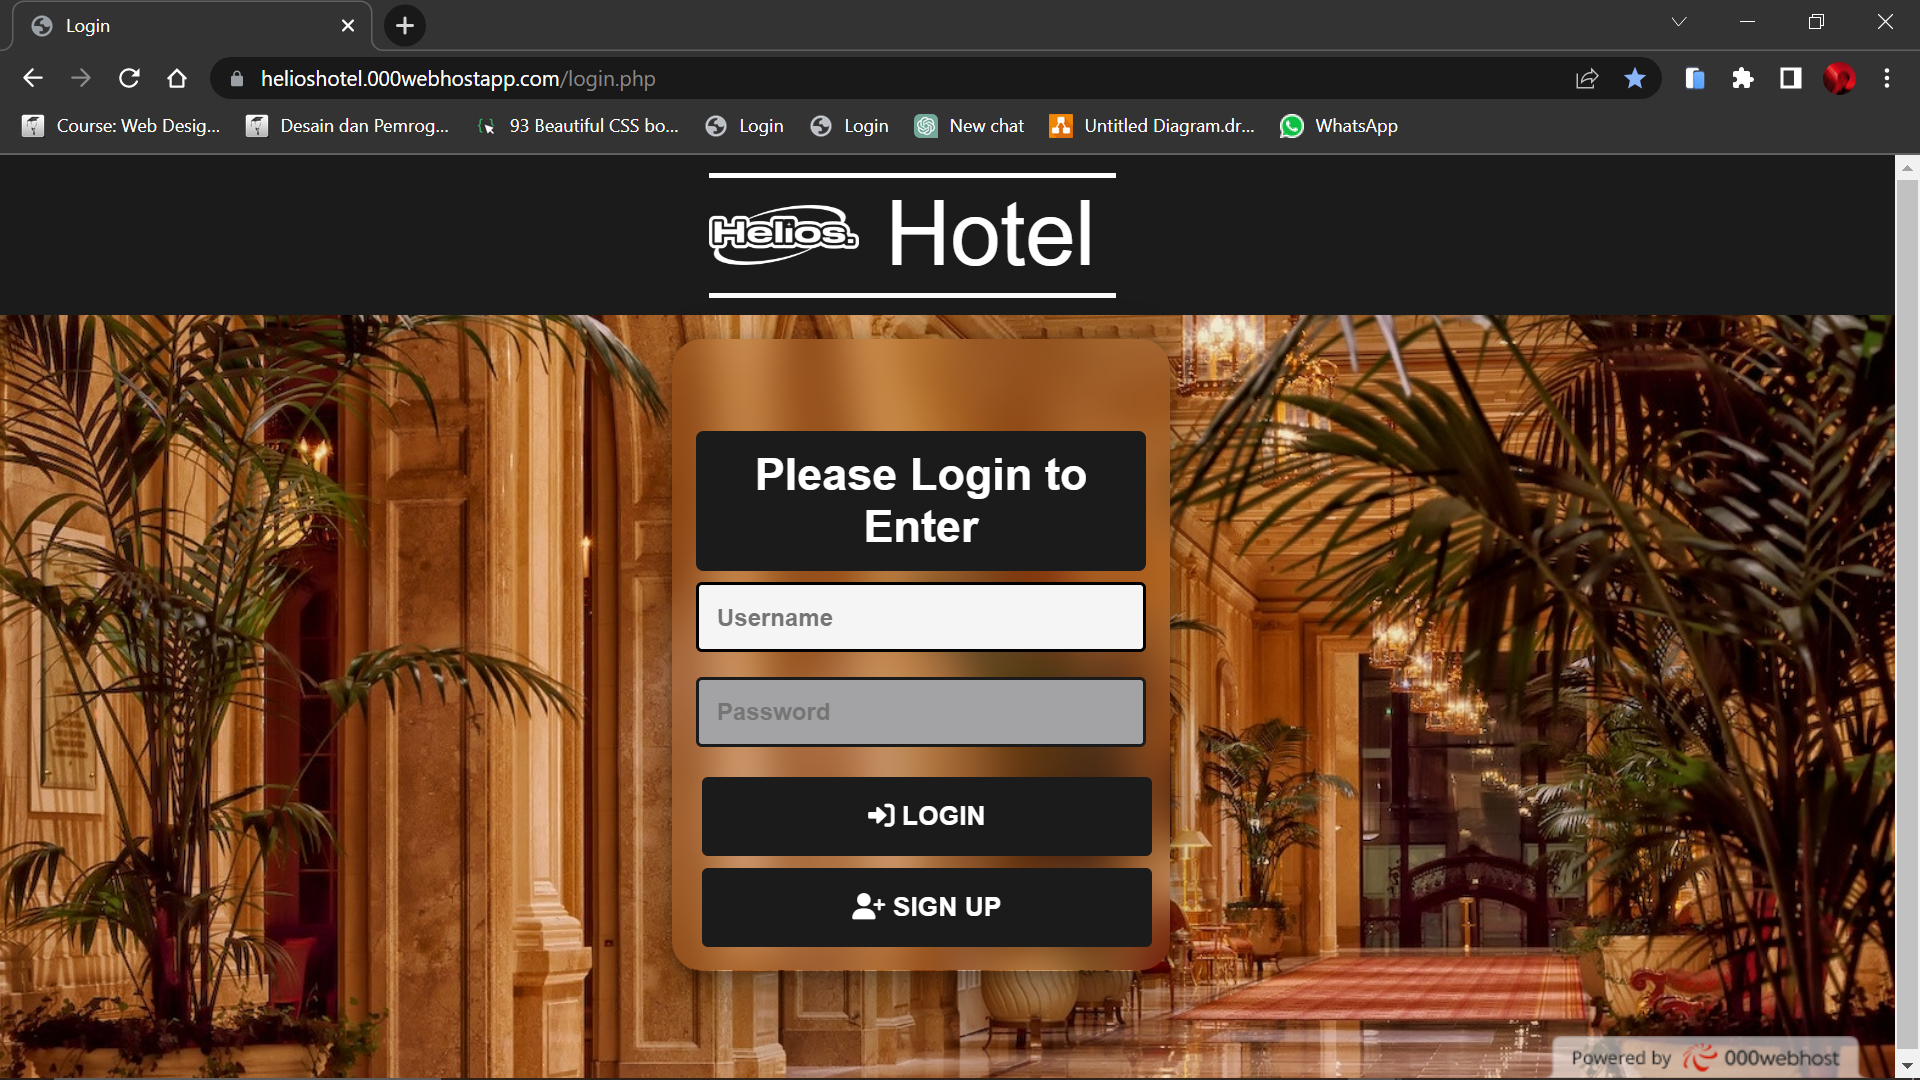 Login
helioshotel.000webhostapp.com/login.php
Course: Web Desig... Desain dan Pemrog... 93 Beautiful CSS bo... Login Login New chat Untitled Diagram.dr... WhatsApp
Helios. Hotel
Please Login to
Enter
Username
Password
LOGIN
SIGN UP
Powered by 000webhost